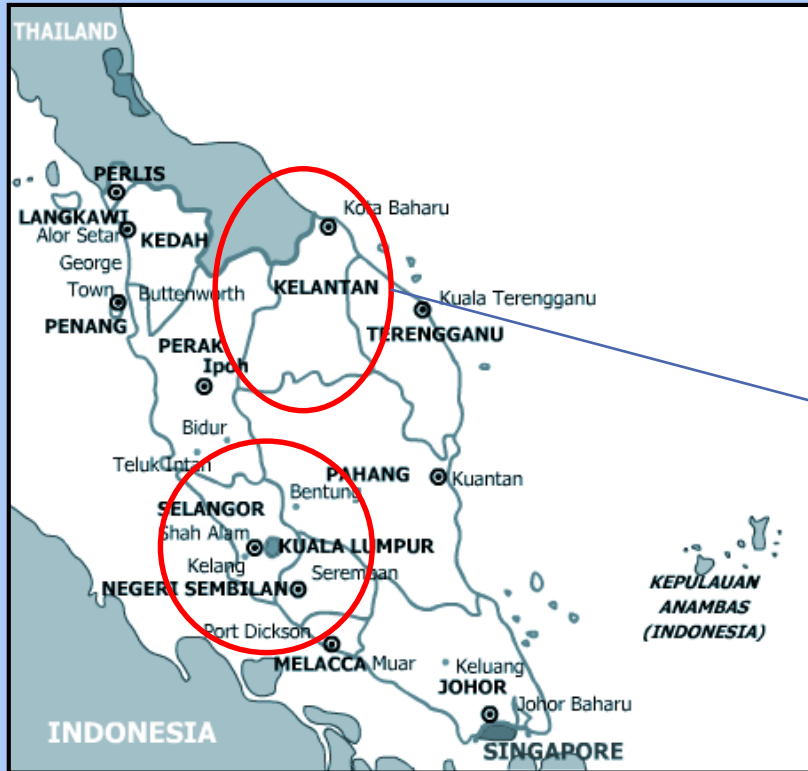 THAILAND
PERLIS
LANGKAWI
Alor Setar
KEDAH
Kota Baharu
George
Town
Buttenworth
KELANTAN
Kuala Terengganu
PENANG
TERENGGANU
PERAK
Ipoh
Bidur
Teluk Intan
PAHANG
Kuantan
Bentung
SELANGOR
Shah Alam
KUALA LUMPUR
Kelang
Seremaan
NEGERI SEMBILAN
KEPULAUAN
ANAMBAS
(INDONESIA)
Port Dickson
MELACCA
Muar
Keluang
JOHOR
Johor Baharu
INDONESIA
SINGAPORE